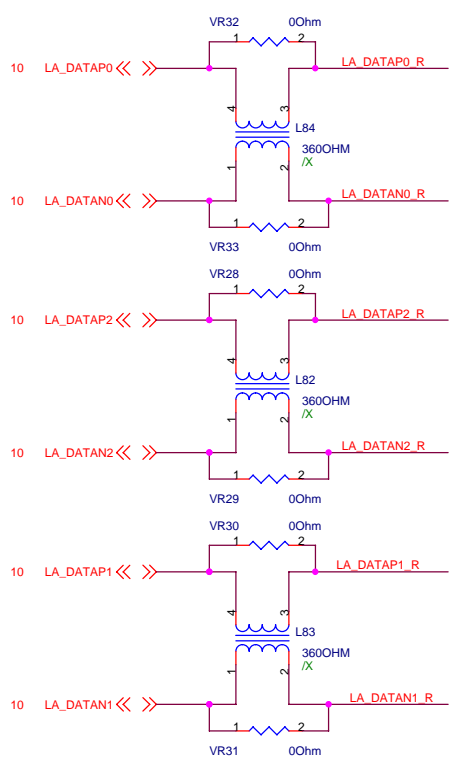 VR32 0Ohm
1 2
10 LA_DATAP0 LA_DATAP0_R
4 3
L84
1 2 360OHM
/X
10 LA_DATAN0 LA_DATAN0_R
1 2
VR33 0Ohm
VR28 0Ohm
1 2
10 LA_DATAP2 LA_DATAP2_R
4 3
L82
1 2 360OHM
/X
10 LA_DATAN2 LA_DATAN2_R
1 2
VR29 0Ohm
VR30 0Ohm
1 2
10 LA_DATAP1 LA_DATAP1_R
4 3
L83
1 2 360OHM
/X
10 LA_DATAN1 LA_DATAN1_R
1 2
VR31 0Ohm